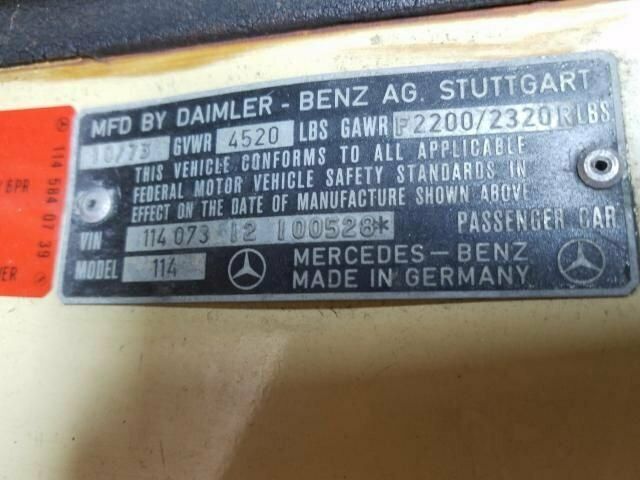 MFD BY DAIMLER - BENZ AG. STUTTGART
10/73 GVWR 4520 LBS GAWR F2200/2320R LBS
THIS VEHICLE CONFORMS TO ALL APPLICABLE
FEDERAL MOTOR VEHICLE SAFETY STANDARDS IN
EFFECT ON THE DATE OF MANUFACTURE SHOWN ABOVE
VIN 114 073 12 100528* PASSENGER CAR
MODEL 114 MERCEDES-BENZ
MADE IN GERMANY
114 584 07 39
6PR